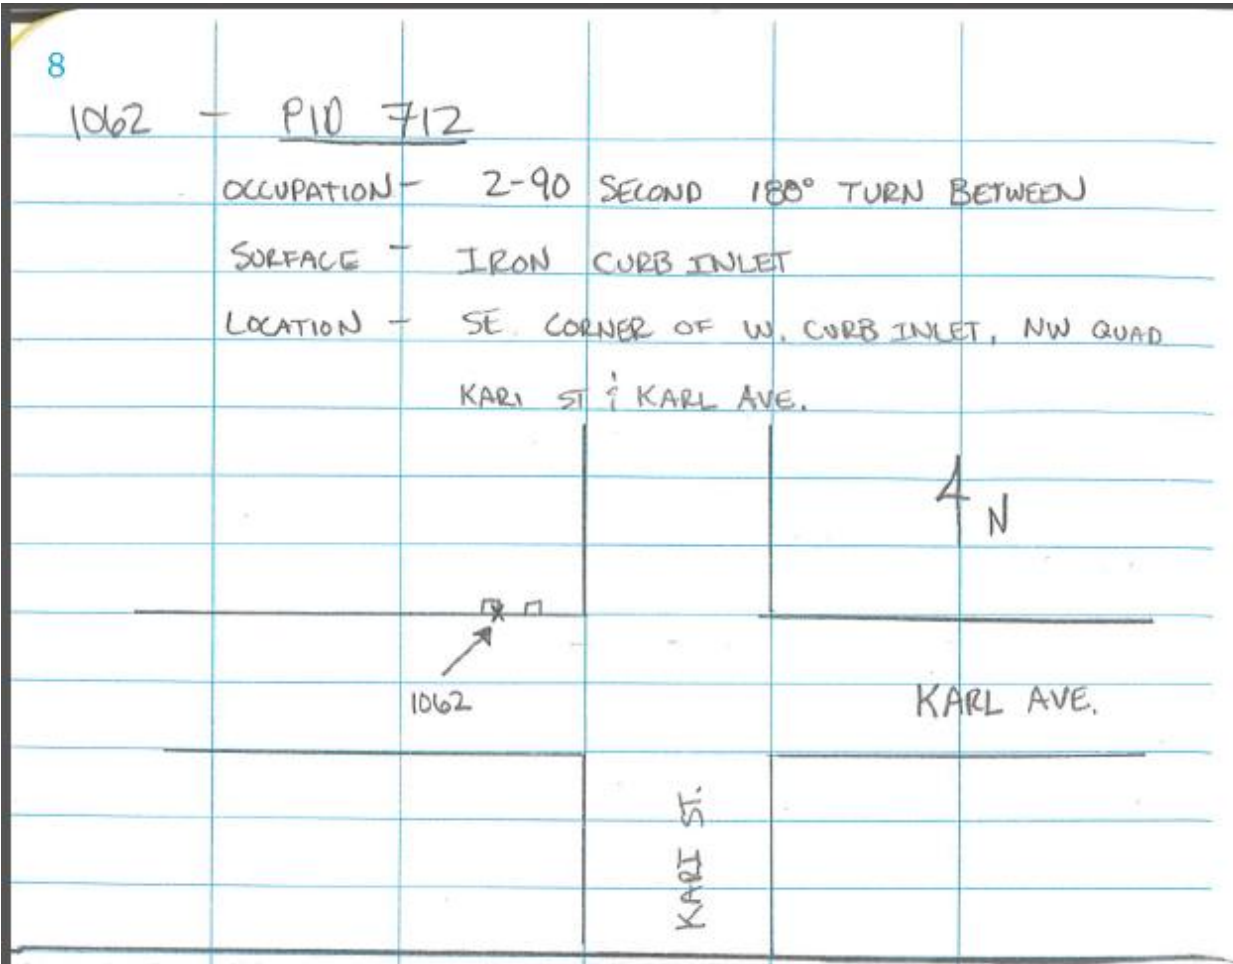 8
1062 - PID 712
OCCUPATION - 2-90 SECOND 180° TURN BETWEEN
SURFACE - IRON CURB INLET
LOCATION - SE. CORNER OF W. CURB INLET, NW QUAD
KARI ST & KARL AVE.
N
1062
KARL AVE.
KARI ST.